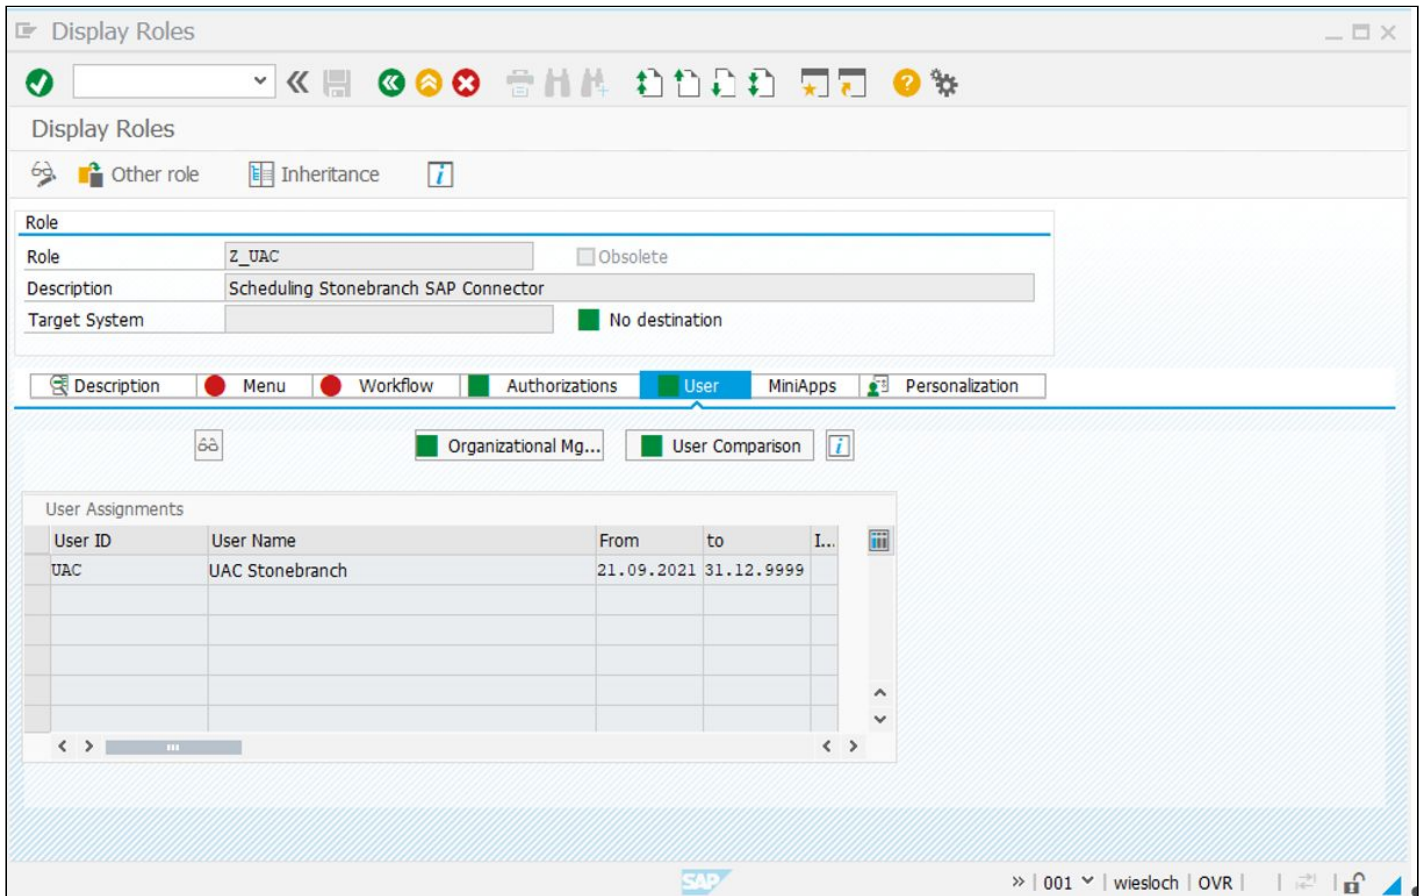 Display Roles
Display Roles
Other role Inheritance
Role
Role Z_UAC Obsolete
Description Scheduling Stonebranch SAP Connector
Target System No destination
Description Menu Workflow Authorizations User MiniApps Personalization
Organizational Mg... User Comparison
User Assignments
User ID User Name From to I...
UAC UAC Stonebranch 21.09.2021 31.12.9999
SAP » | 001 | wiesloch | OVR |